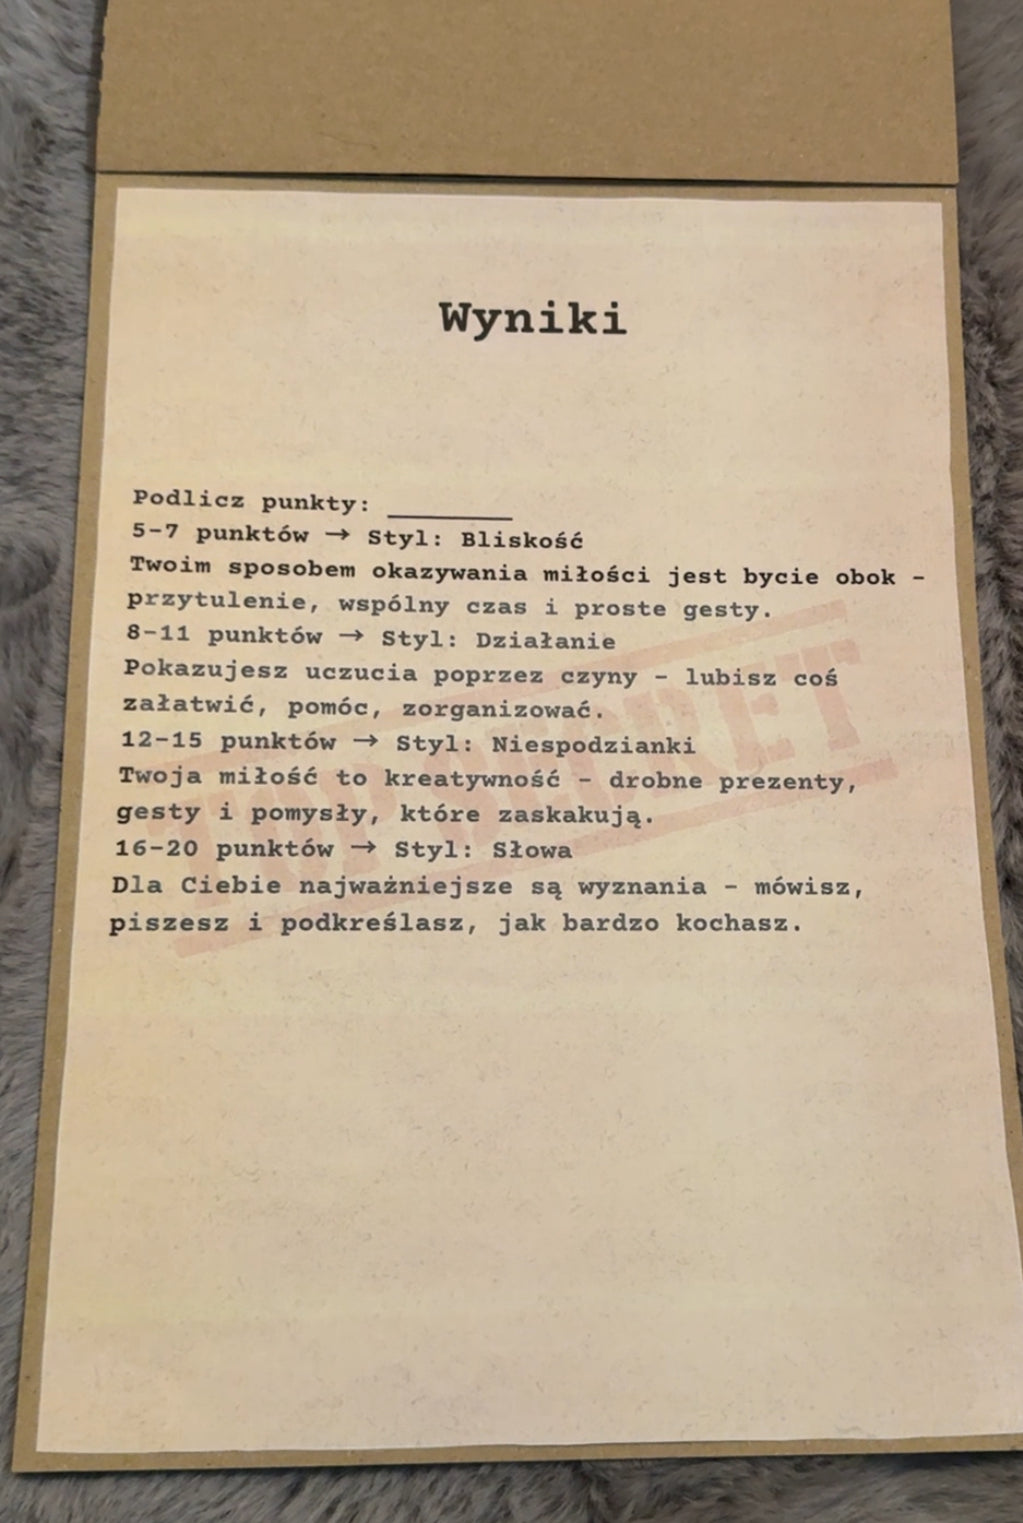 Wyniki
Podlicz punkty: _________
5-7 punktów → Styl: Bliskość
Twoim sposobem okazywania miłości jest bycie obok -
przytulenie, wspólny czas i proste gesty.
8-11 punktów → Styl: Działanie
Pokazujesz uczucia poprzez czyny - lubisz coś
załatwić, pomóc, zorganizować.
12-15 punktów → Styl: Niespodzianki
Twoja miłość to kreatywność - drobne prezenty,
gesty i pomysły, które zaskakują.
16-20 punktów → Styl: Słowa
Dla Ciebie najważniejsze są wyznania - mówisz,
piszesz i podkreślasz, jak bardzo kochasz.
TOP SECRET